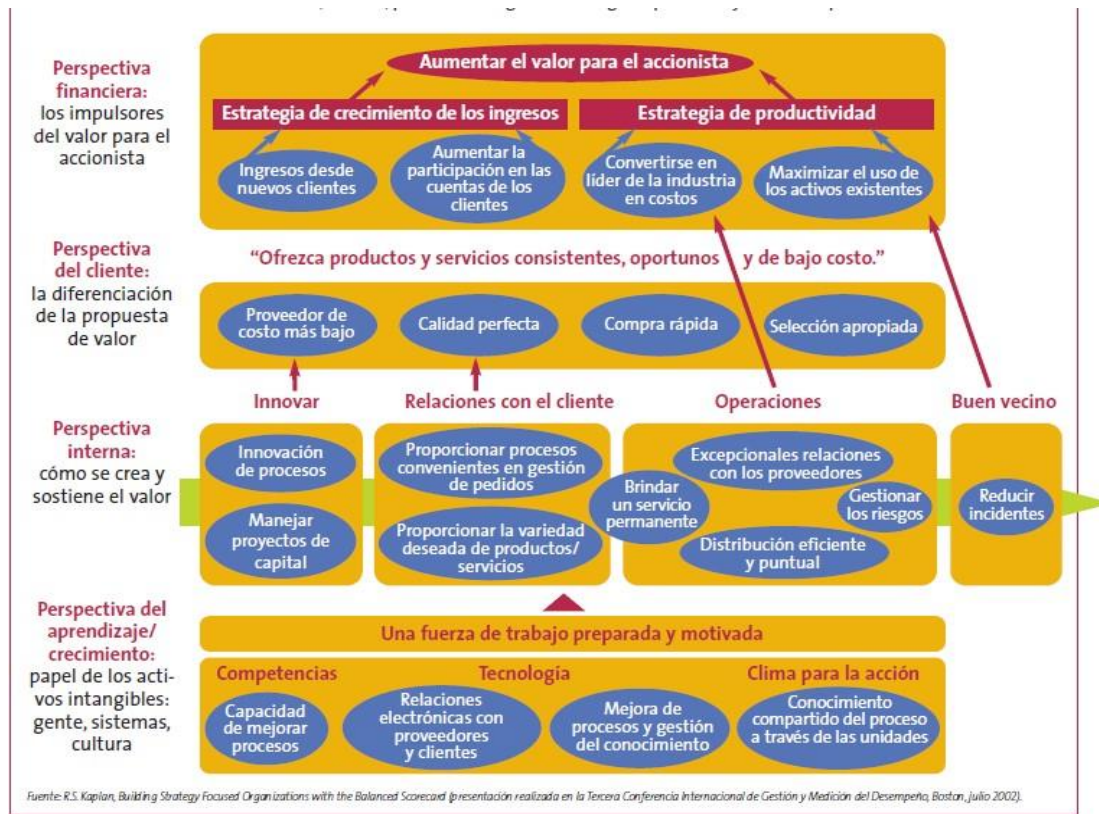 Perspectiva
financiera:
los impulsores
del valor para el
accionista
Aumentar el valor para el accionista
Estrategia de crecimiento de los ingresos
Estrategia de productividad
Ingresos desde
nuevos clientes
Aumentar la
participación en las
cuentas de los
clientes
Convertirse en
líder de la industria
en costos
Maximizar el uso de
los activos existentes
Perspectiva
del cliente:
la diferenciación
de la propuesta
de valor
“Ofrezca productos y servicios consistentes, oportunos y de bajo costo.”
Proveedor de
costo más bajo
Calidad perfecta
Compra rápida
Selección apropiada
Innovar
Relaciones con el cliente
Operaciones
Buen vecino
Perspectiva
interna:
cómo se crea y
sostiene el valor
Innovación
de procesos
Manejar
proyectos de
capital
Proporcionar procesos
convenientes en gestión
de pedidos
Proporcionar la variedad
deseada de productos/
servicios
Brindar
un servicio
permanente
Excepcionales relaciones
con los proveedores
Gestionar
los riesgos
Distribución eficiente
y puntual
Reducir
incidentes
Perspectiva del
aprendizaje/
crecimiento:
papel de los acti-
vos intangibles:
gente, sistemas,
cultura
Una fuerza de trabajo preparada y motivada
Competencias
Tecnología
Clima para la acción
Capacidad
de mejorar
procesos
Relaciones
electrónicas con
proveedores
y clientes
Mejora de
procesos y gestión
del conocimiento
Conocimiento
compartido del proceso
a través de las unidades
Fuente: R.S. Kaplan, Building Strategy Focused Organizations with the Balanced Scorecard (presentación realizada en la Tercera Conferencia Internacional de Gestión y Medición del Desempeño, Boston, julio 2002).